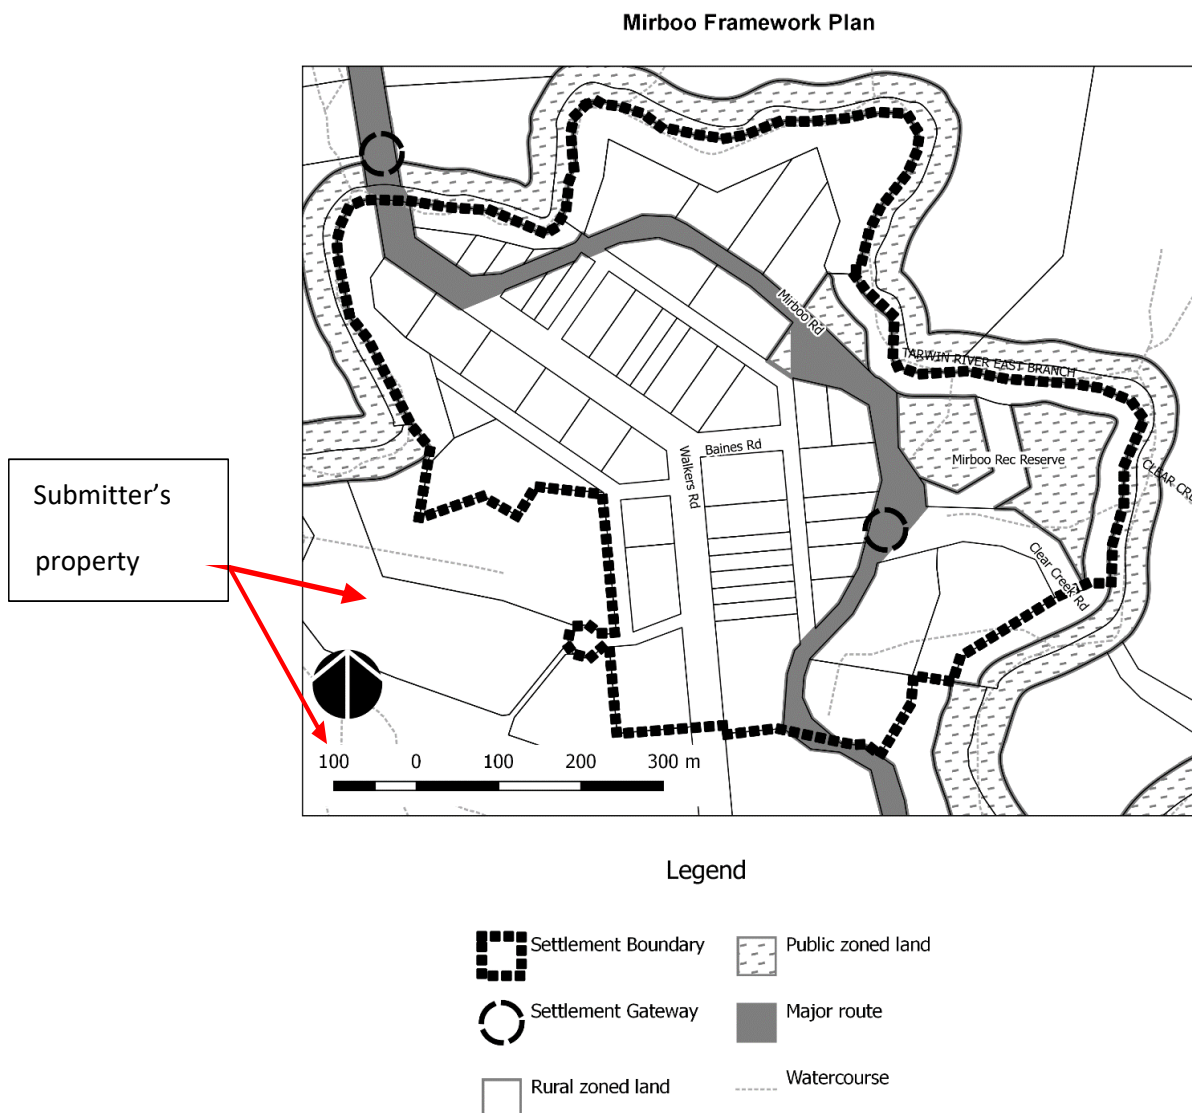 Mirboo Framework Plan
Mirboo Rd
TARWIN RIVER EAST BRANCH
Baines Rd
Walkers Rd
Mirboo Rec Reserve
CLEAR CRE
Clear Creek Rd
Submitter's
property
100 0 100 200 300 m
Legend
Settlement Boundary
Public zoned land
Settlement Gateway
Major route
Rural zoned land
Watercourse